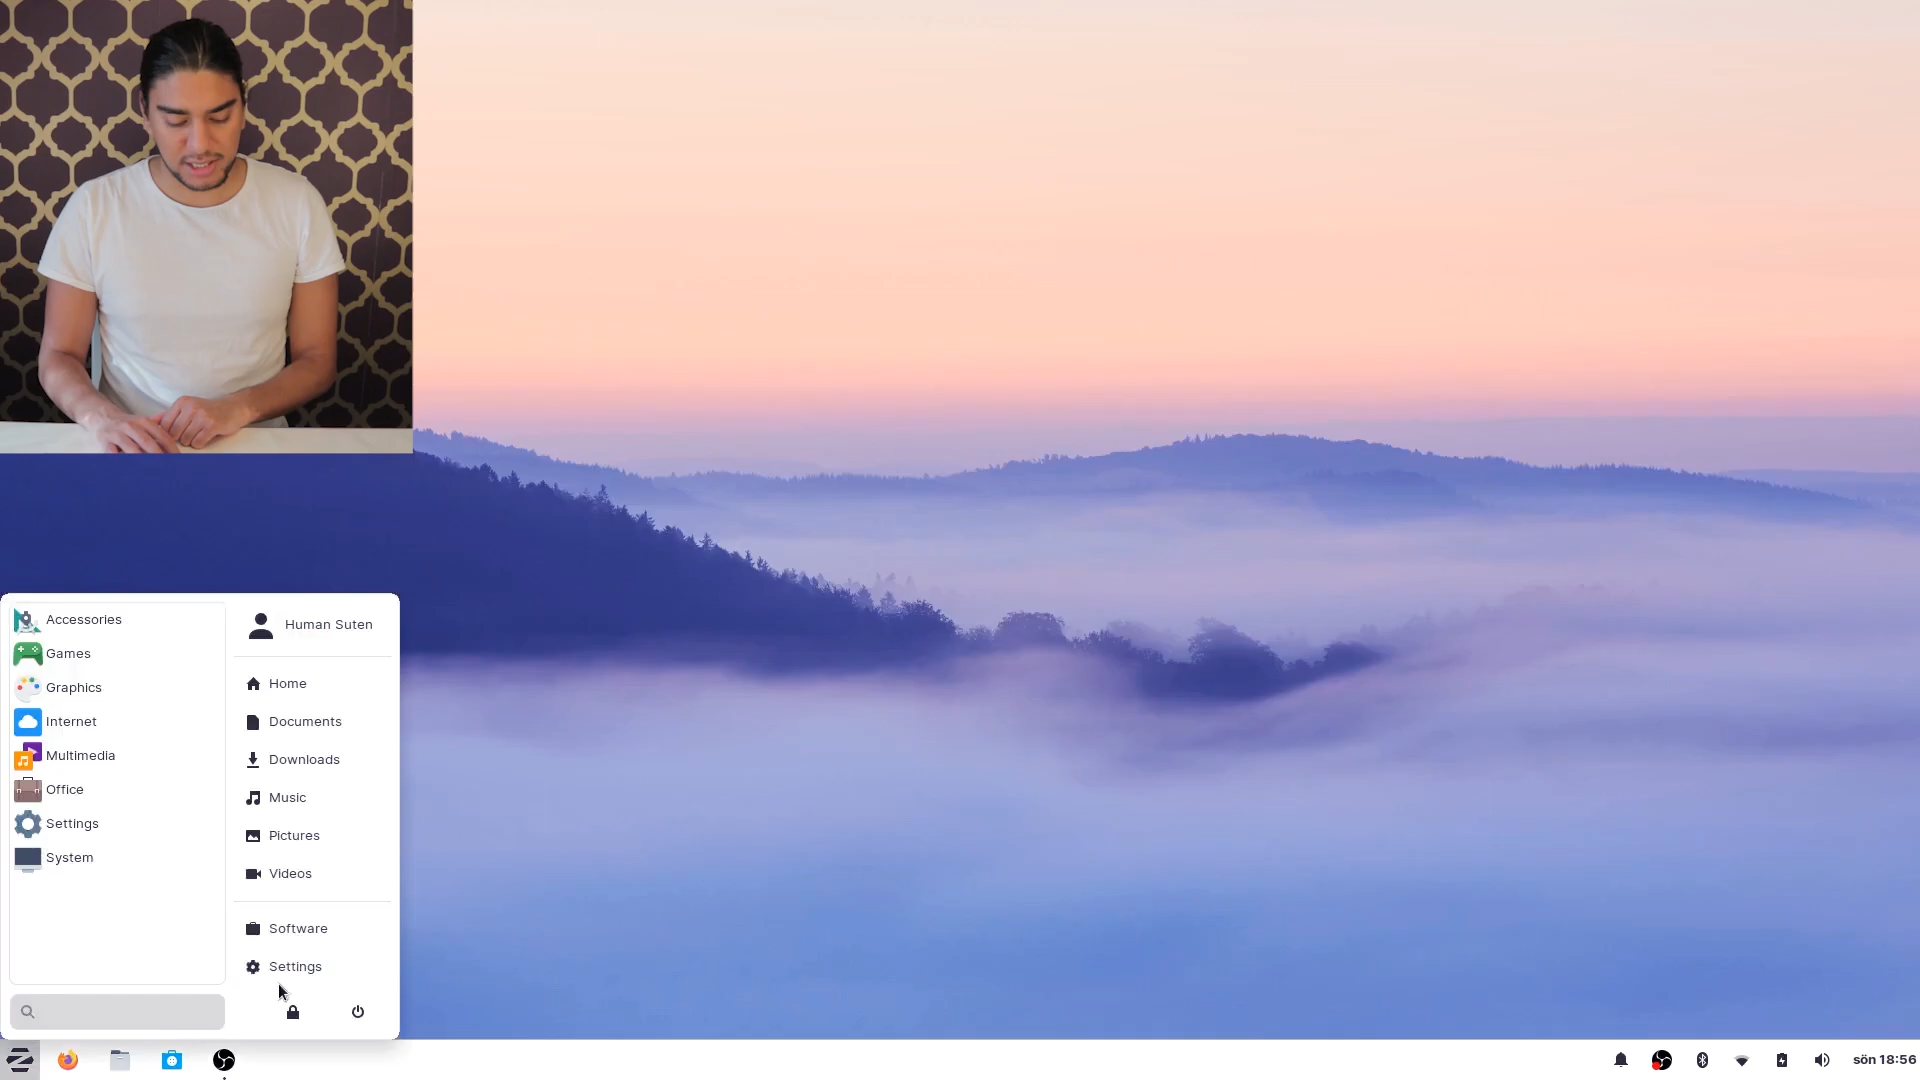 Accessories
Games
Graphics
Internet
Multimedia
Office
Settings
System
Human Suten
Home
Documents
Downloads
Music
Pictures
Videos
Software
Settings
sön 18:56